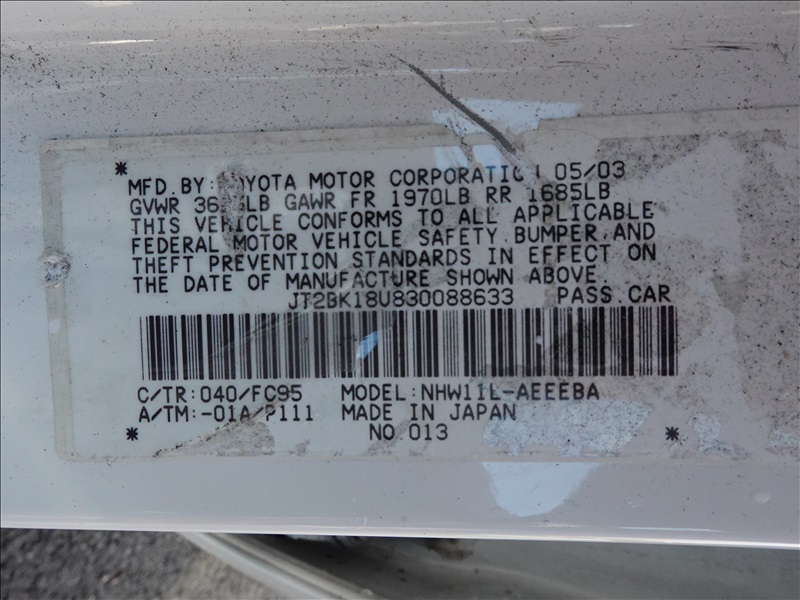 * 
MFD. BY: TOYOTA MOTOR CORPORATION 05/03
GVWR LB GAWR FR 1970LB RR 1685LB
THIS VEHICLE CONFORMS TO ALL APPLICABLE
FEDERAL MOTOR VEHICLE SAFETY, BUMPER, AND
THEFT PREVENTION STANDARDS IN EFFECT ON
THE DATE OF MANUFACTURE SHOWN ABOVE.
JT2BK18U830088633 PASS. CAR
C/TR: 040/FC95 MODEL: NHW11L-AEEEBA
A/TM: -01A/P111 MADE IN JAPAN
* NO 013 *